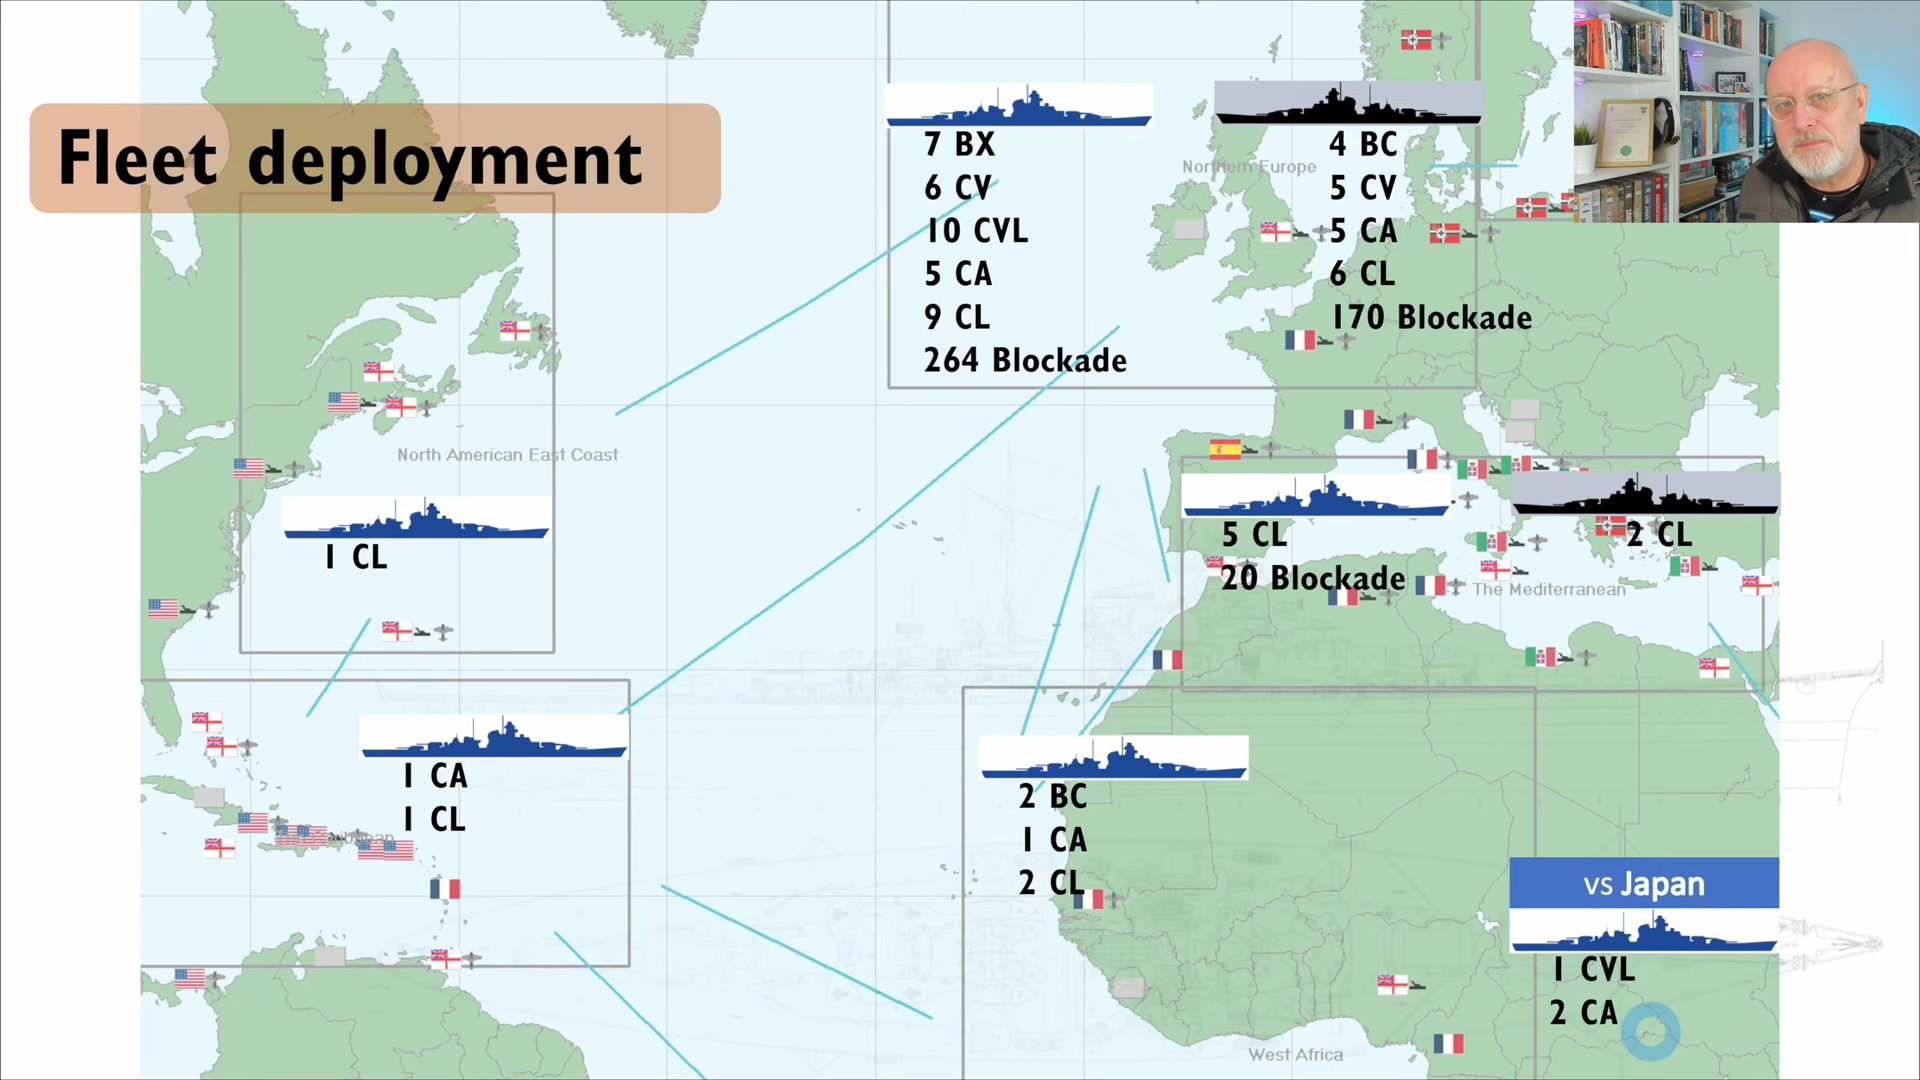 Fleet deployment
7 BX
6 CV
10 CVL
5 CA
9 CL
264 Blockade
Northern Europe
4 BC
5 CV
5 CA
6 CL
170 Blockade
North American East Coast
1 CL
5 CL
20 Blockade
2 CL
The Mediterranean
1 CA
1 CL
2 BC
1 CA
2 CL
vs Japan
1 CVL
2 CA
West Africa